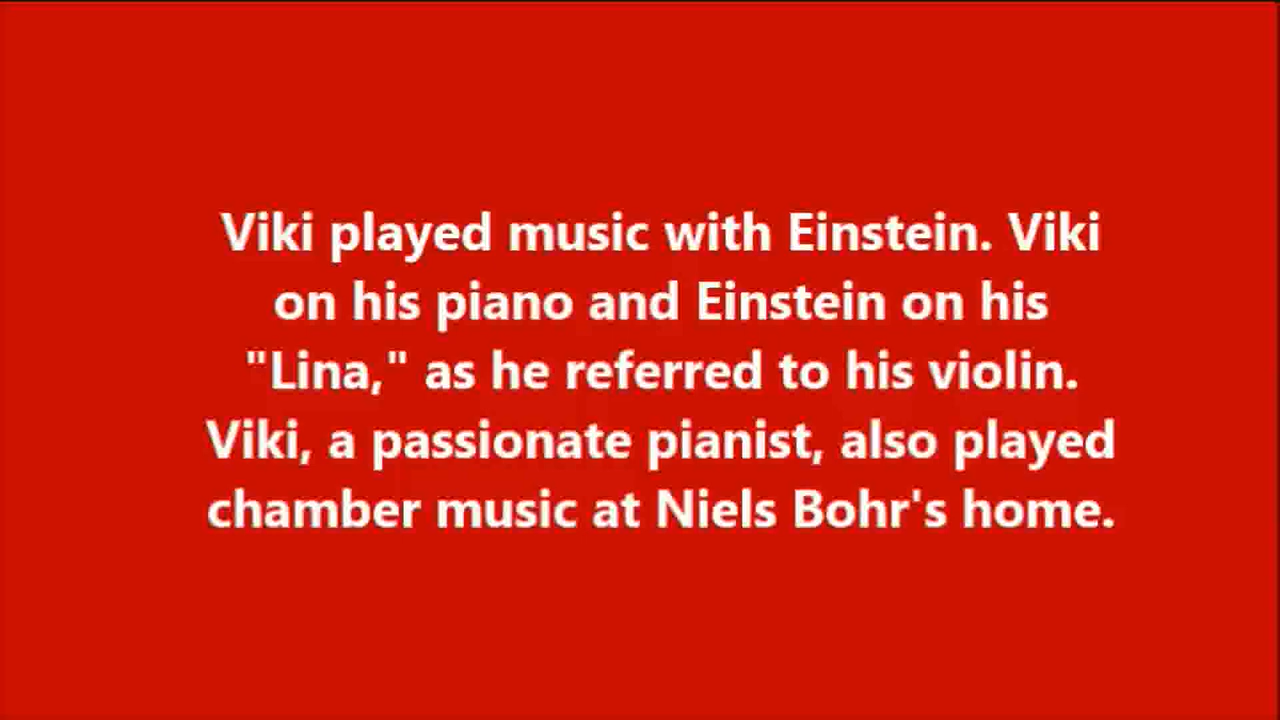 Viki played music with Einstein. Viki
on his piano and Einstein on his
"Lina," as he referred to his violin.
Viki, a passionate pianist, also played
chamber music at Niels Bohr's home.